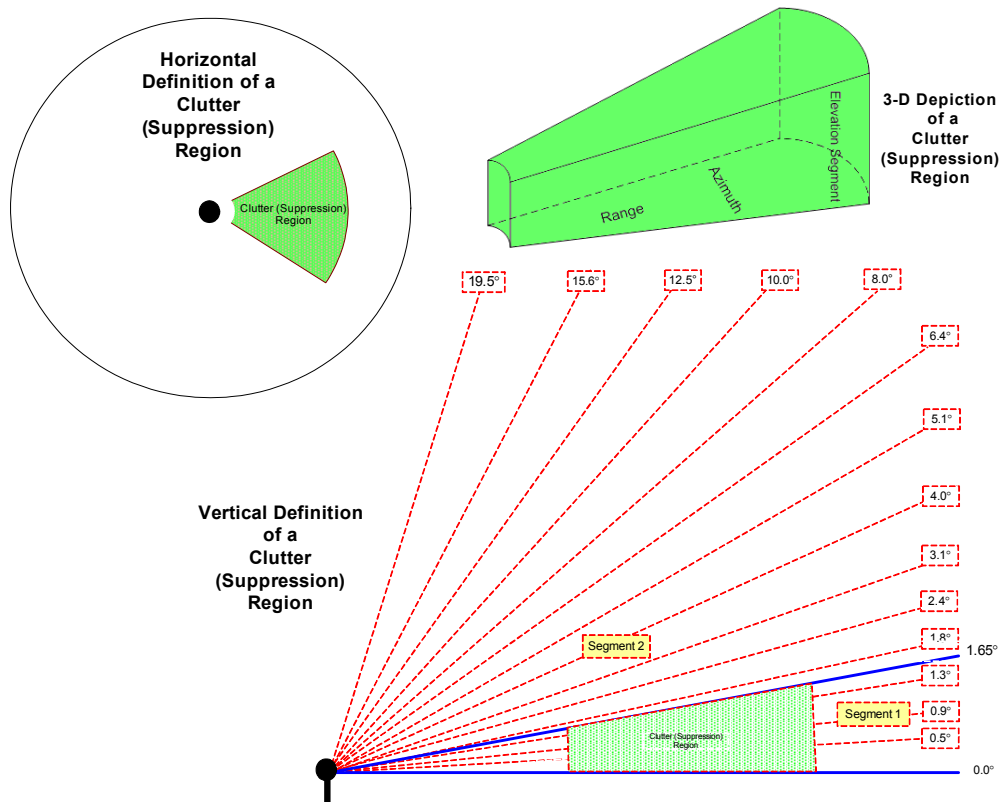 Horizontal
Definition of a
Clutter
(Suppression)
Region
Clutter (Suppression)
Region
Elevation Segment
Azimuth
Range
3-D Depiction
of a
Clutter
(Suppression)
Region
19.5°
15.6°
12.5°
10.0°
8.0°
6.4°
5.1°
4.0°
3.1°
2.4°
1.8°
1.65°
1.3°
0.9°
0.5°
0.0°
Vertical Definition
of a
Clutter
(Suppression)
Region
Segment 2
Segment 1
Clutter (Suppression)
Region